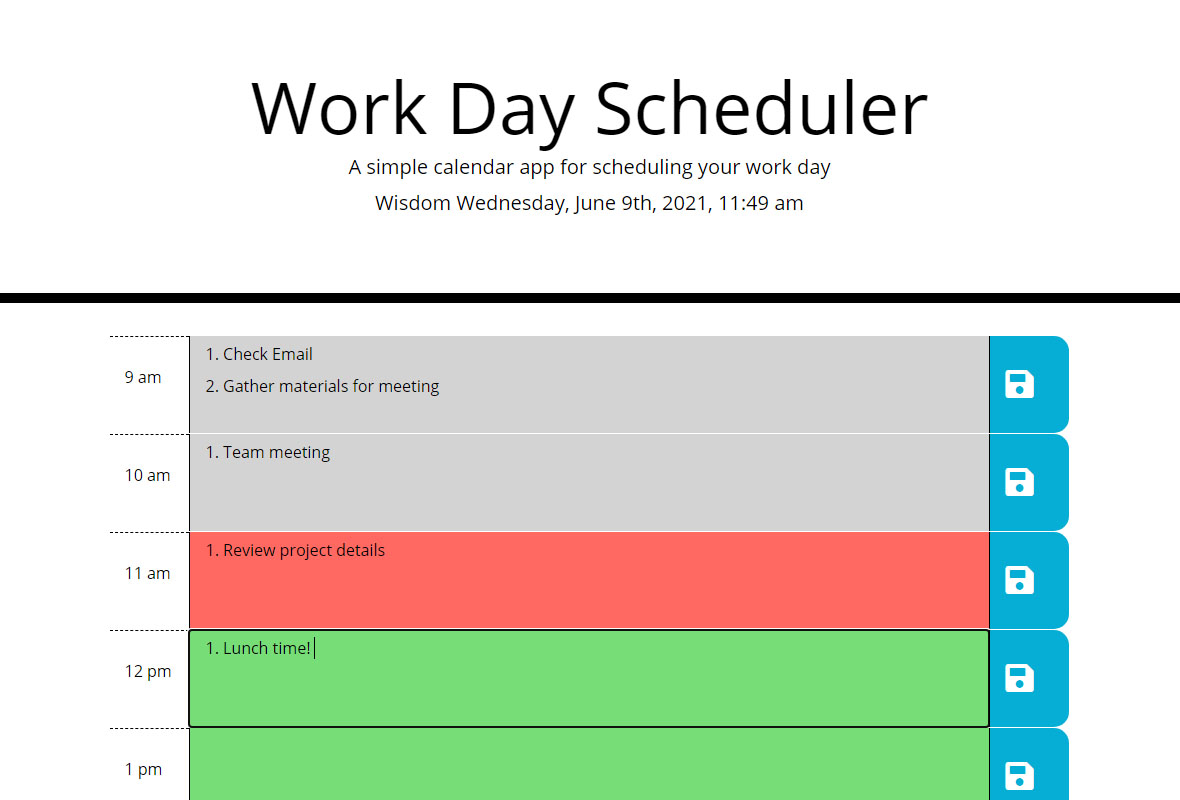 Work Day Scheduler
A simple calendar app for scheduling your work day
Wisdom Wednesday, June 9th, 2021, 11:49 am
9 am
1. Check Email
2. Gather materials for meeting
10 am
1. Team meeting
11 am
1. Review project details
12 pm
1. Lunch time!
1 pm